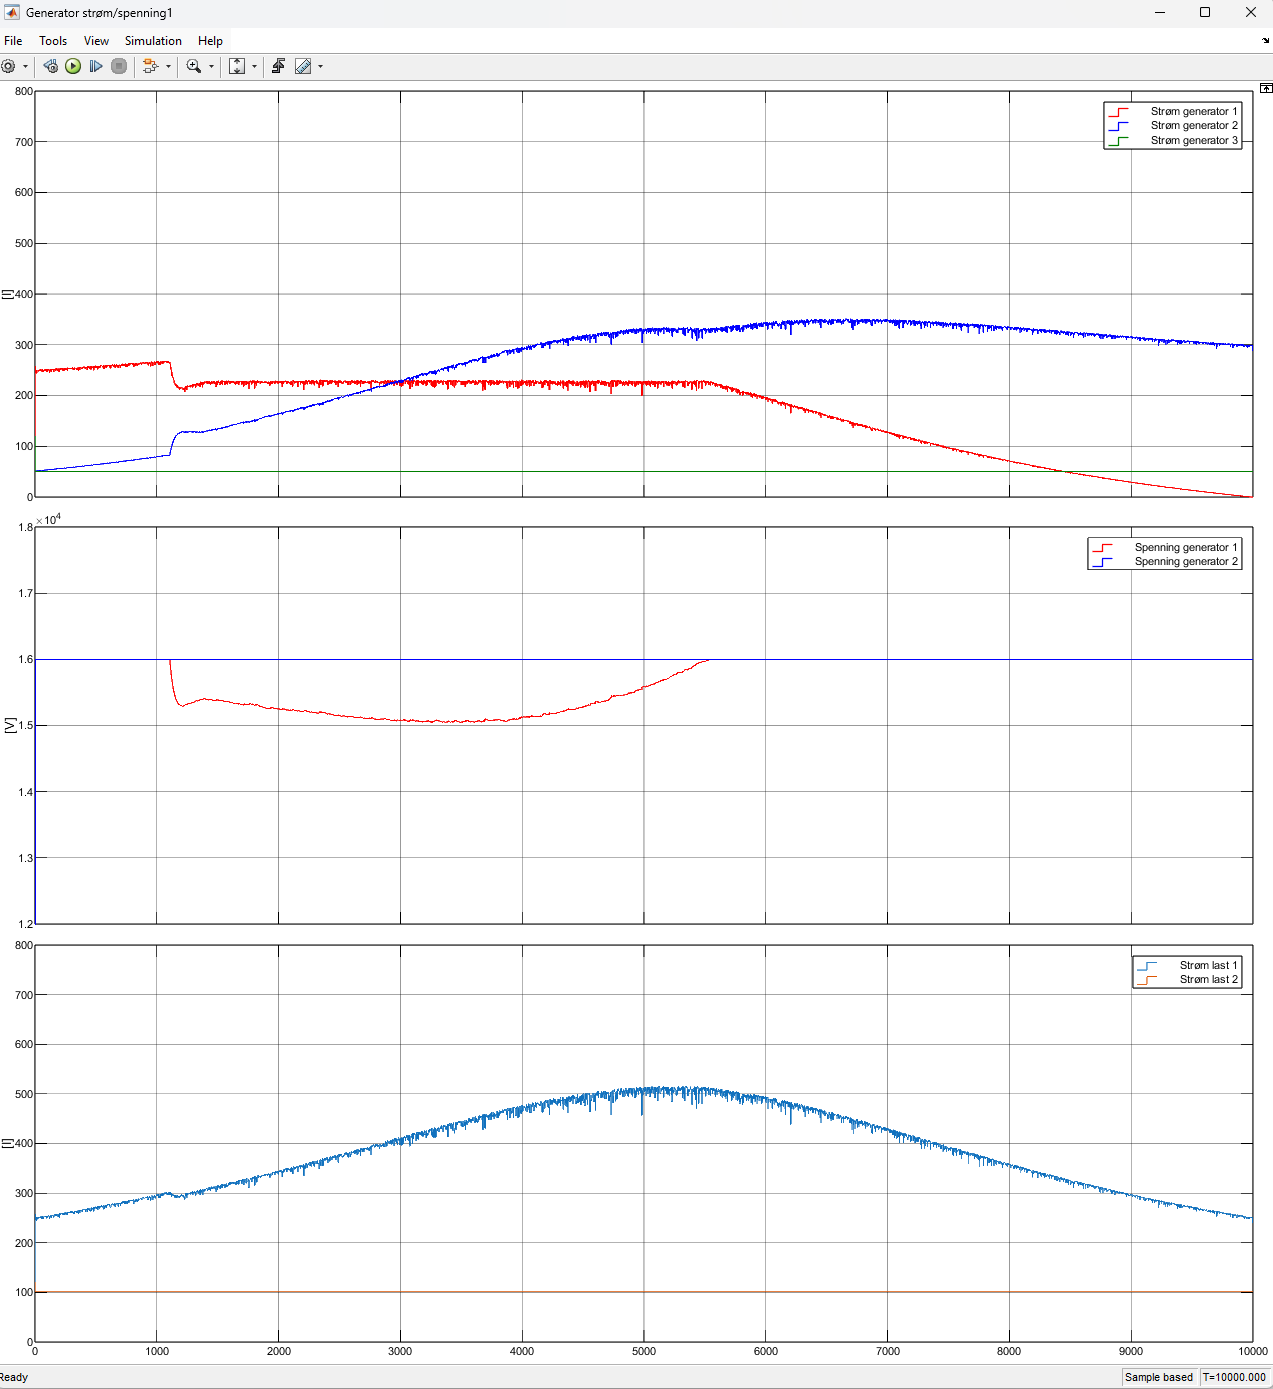 Generator strøm/spenning1
File Tools View Simulation Help
800
700
600
500
400
300
200
100
0
[I]
Strøm generator 1
Strøm generator 2
Strøm generator 3
×10^4
1.8
1.7
1.6
1.5
1.4
1.3
1.2
[V]
Spenning generator 1
Spenning generator 2
800
700
600
500
400
300
200
100
0
[I]
Strøm last 1
Strøm last 2
0 1000 2000 3000 4000 5000 6000 7000 8000 9000 10000
Ready Sample based T=10000.000